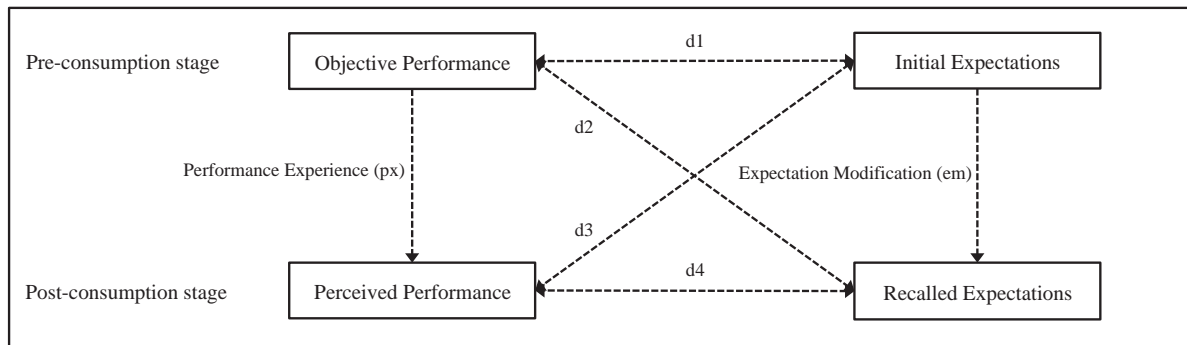 d1
Pre-consumption stage
Objective Performance
Initial Expectations
d2
Performance Experience (px)
Expectation Modification (em)
d3
d4
Post-consumption stage
Perceived Performance
Recalled Expectations